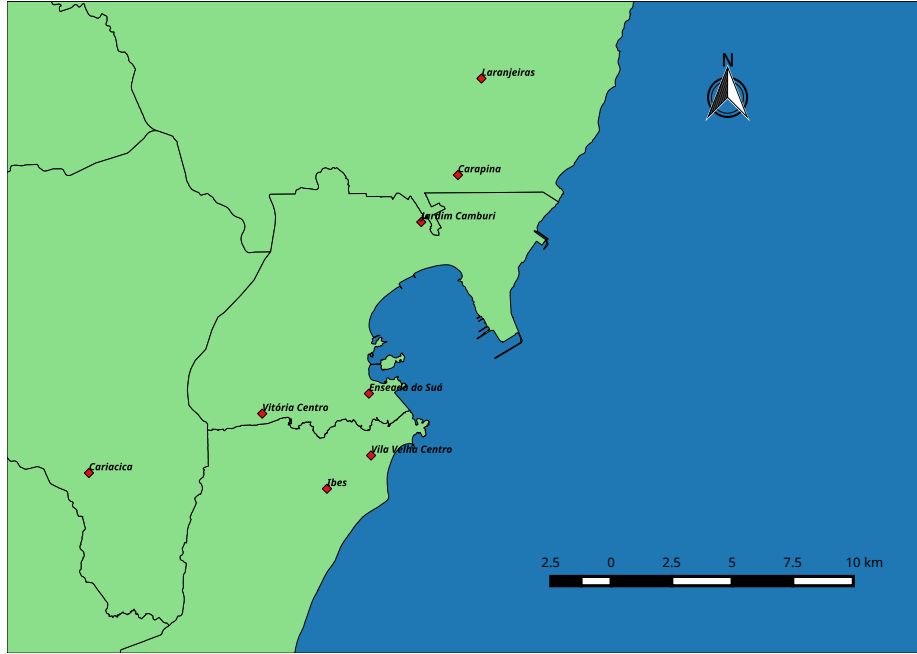 N
Laranjeiras
Carapina
Jardim Camburi
Enseada do Suá
Vitória Centro
Vila Velha Centro
Cariacica
Ibes
2.5 0 2.5 5 7.5 10 km